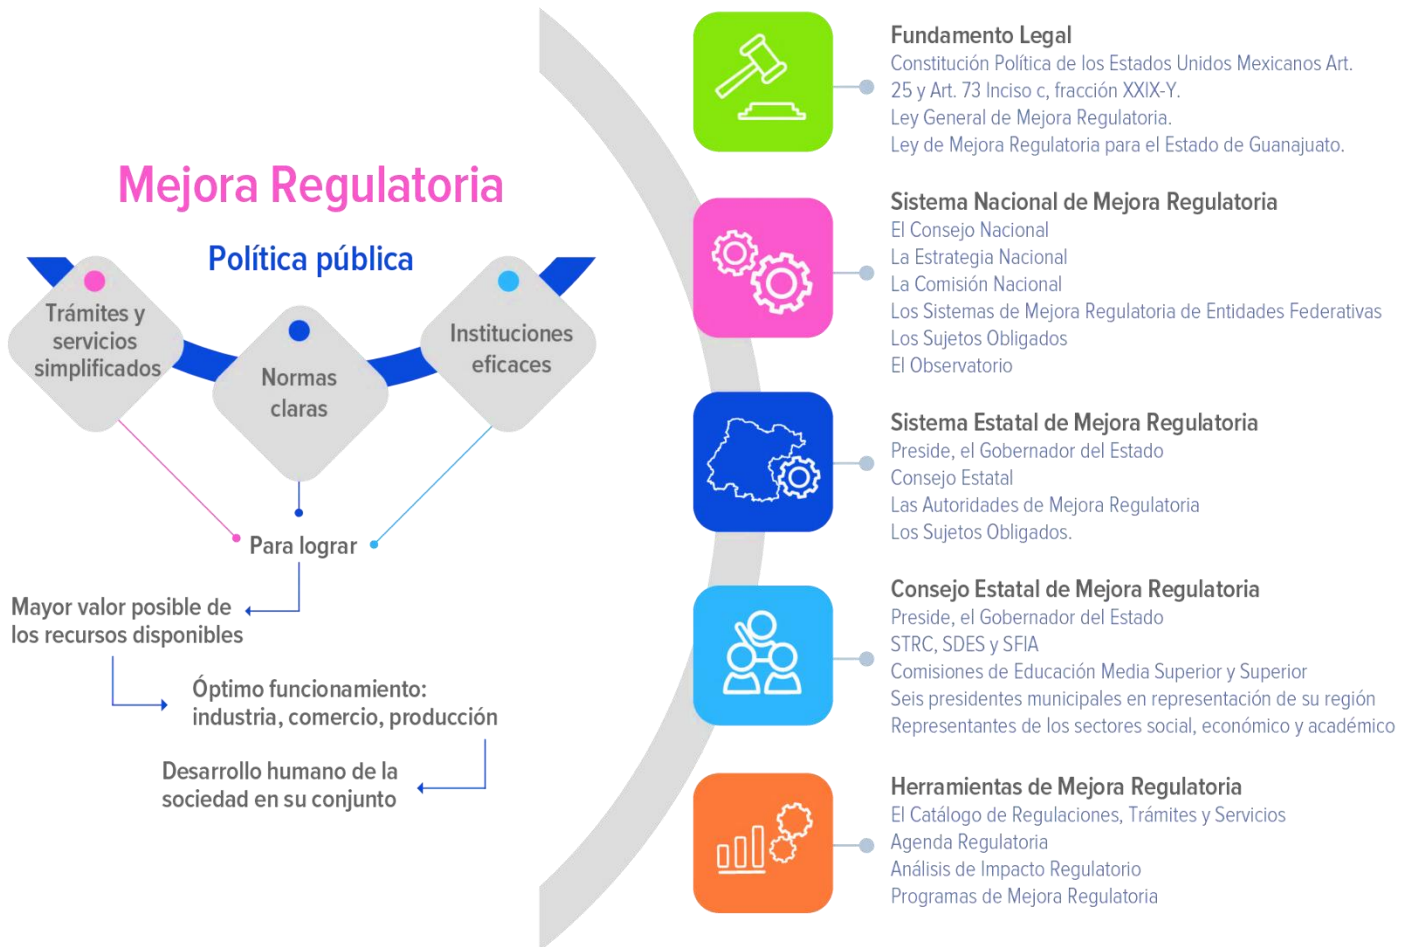 Mejora Regulatoria
Política pública
Trámites y
servicios
simplificados
Normas
claras
Instituciones
eficaces
Para lograr
Mayor valor posible de
los recursos disponibles
Óptimo funcionamiento:
industria, comercio, producción
Desarrollo humano de la
sociedad en su conjunto
Fundamento Legal
Constitución Política de los Estados Unidos Mexicanos Art.
25 y Art. 73 Inciso c, fracción XXIX-Y.
Ley General de Mejora Regulatoria.
Ley de Mejora Regulatoria para el Estado de Guanajuato.
Sistema Nacional de Mejora Regulatoria
El Consejo Nacional
La Estrategia Nacional
La Comisión Nacional
Los Sistemas de Mejora Regulatoria de Entidades Federativas
Los Sujetos Obligados
El Observatorio
Sistema Estatal de Mejora Regulatoria
Preside, el Gobernador del Estado
Consejo Estatal
Las Autoridades de Mejora Regulatoria
Los Sujetos Obligados.
Consejo Estatal de Mejora Regulatoria
Preside, el Gobernador del Estado
STRC, SDES y SFIA
Comisiones de Educación Media Superior y Superior
Seis presidentes municipales en representación de su región
Representantes de los sectores social, económico y académico
Herramientas de Mejora Regulatoria
El Catálogo de Regulaciones, Trámites y Servicios
Agenda Regulatoria
Análisis de Impacto Regulatorio
Programas de Mejora Regulatoria